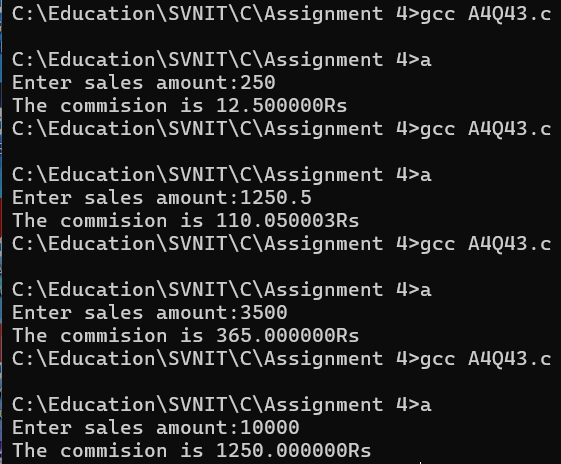 C:\Education\SVNIT\C\Assignment 4>gcc A4Q43.c
C:\Education\SVNIT\C\Assignment 4>a
Enter sales amount:250
The commision is 12.500000Rs
C:\Education\SVNIT\C\Assignment 4>gcc A4Q43.c
C:\Education\SVNIT\C\Assignment 4>a
Enter sales amount:1250.5
The commision is 110.050003Rs
C:\Education\SVNIT\C\Assignment 4>gcc A4Q43.c
C:\Education\SVNIT\C\Assignment 4>a
Enter sales amount:3500
The commision is 365.000000Rs
C:\Education\SVNIT\C\Assignment 4>gcc A4Q43.c
C:\Education\SVNIT\C\Assignment 4>a
Enter sales amount:10000
The commision is 1250.000000Rs